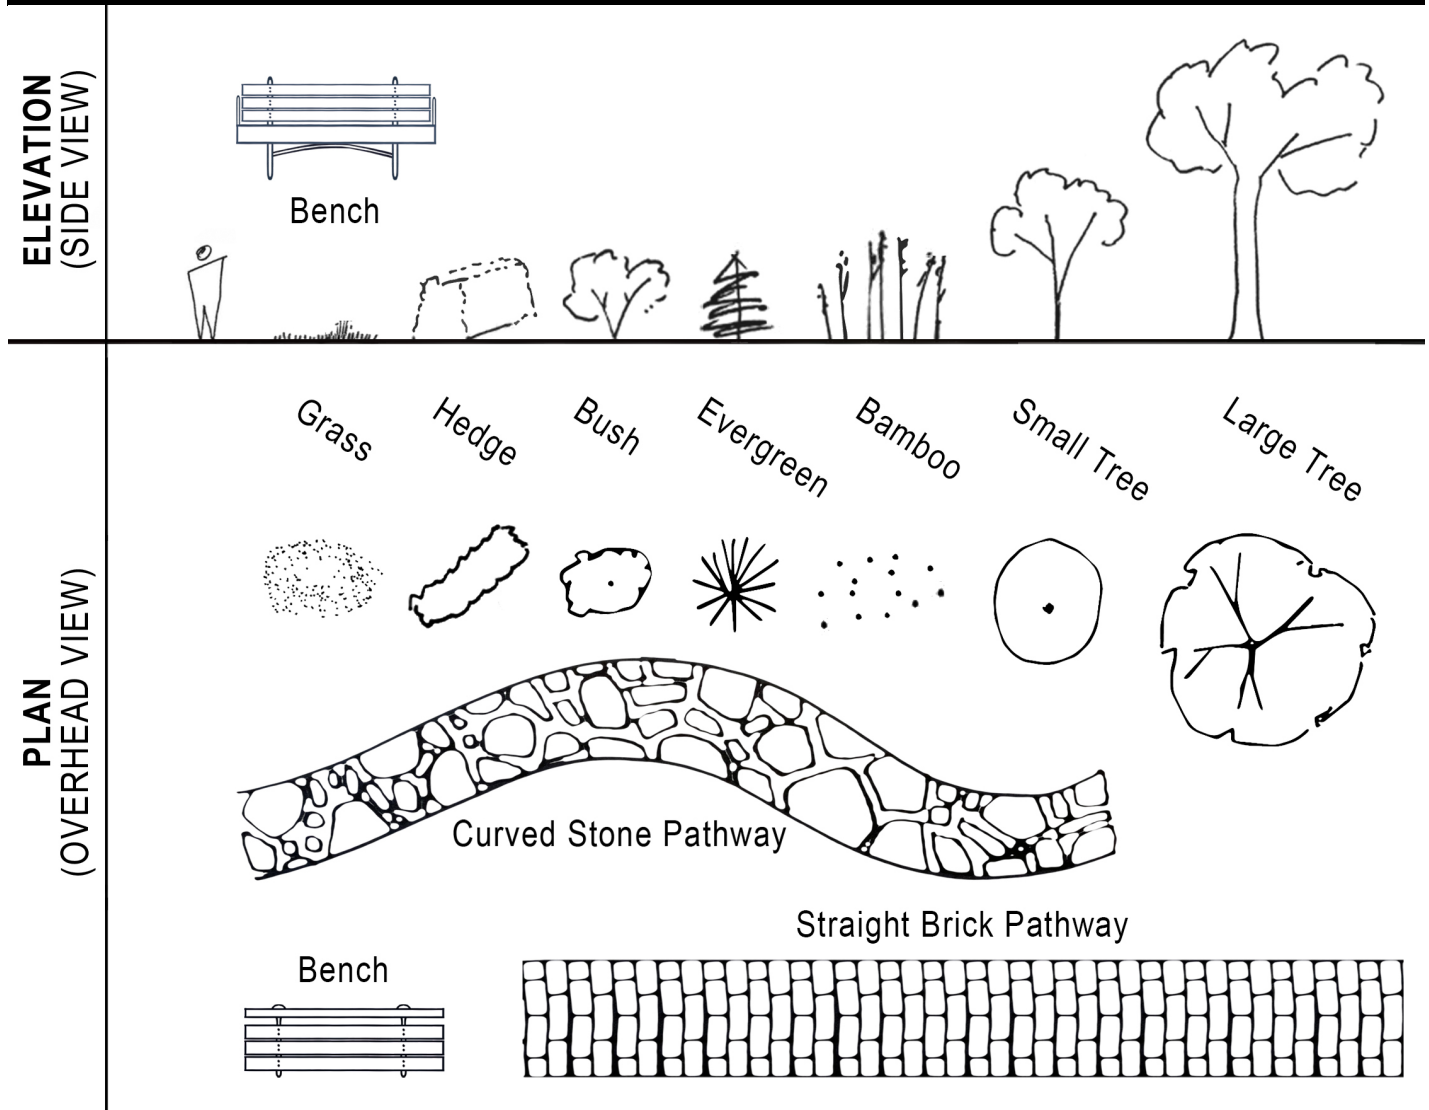 ELEVATION
(SIDE VIEW)
Bench
Grass
Hedge
Bush
Evergreen
Bamboo
Small Tree
Large Tree
PLAN
(OVERHEAD VIEW)
Curved Stone Pathway
Straight Brick Pathway
Bench